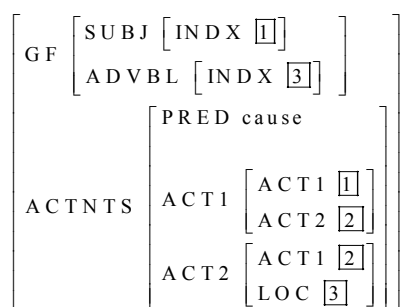 GF SUBJ [INDX 1]
ADVBL [INDX 3]
ACTNTS PRED cause
ACT1 ACT1 1
ACT2 2
ACT2 ACT1 2
LOC 3